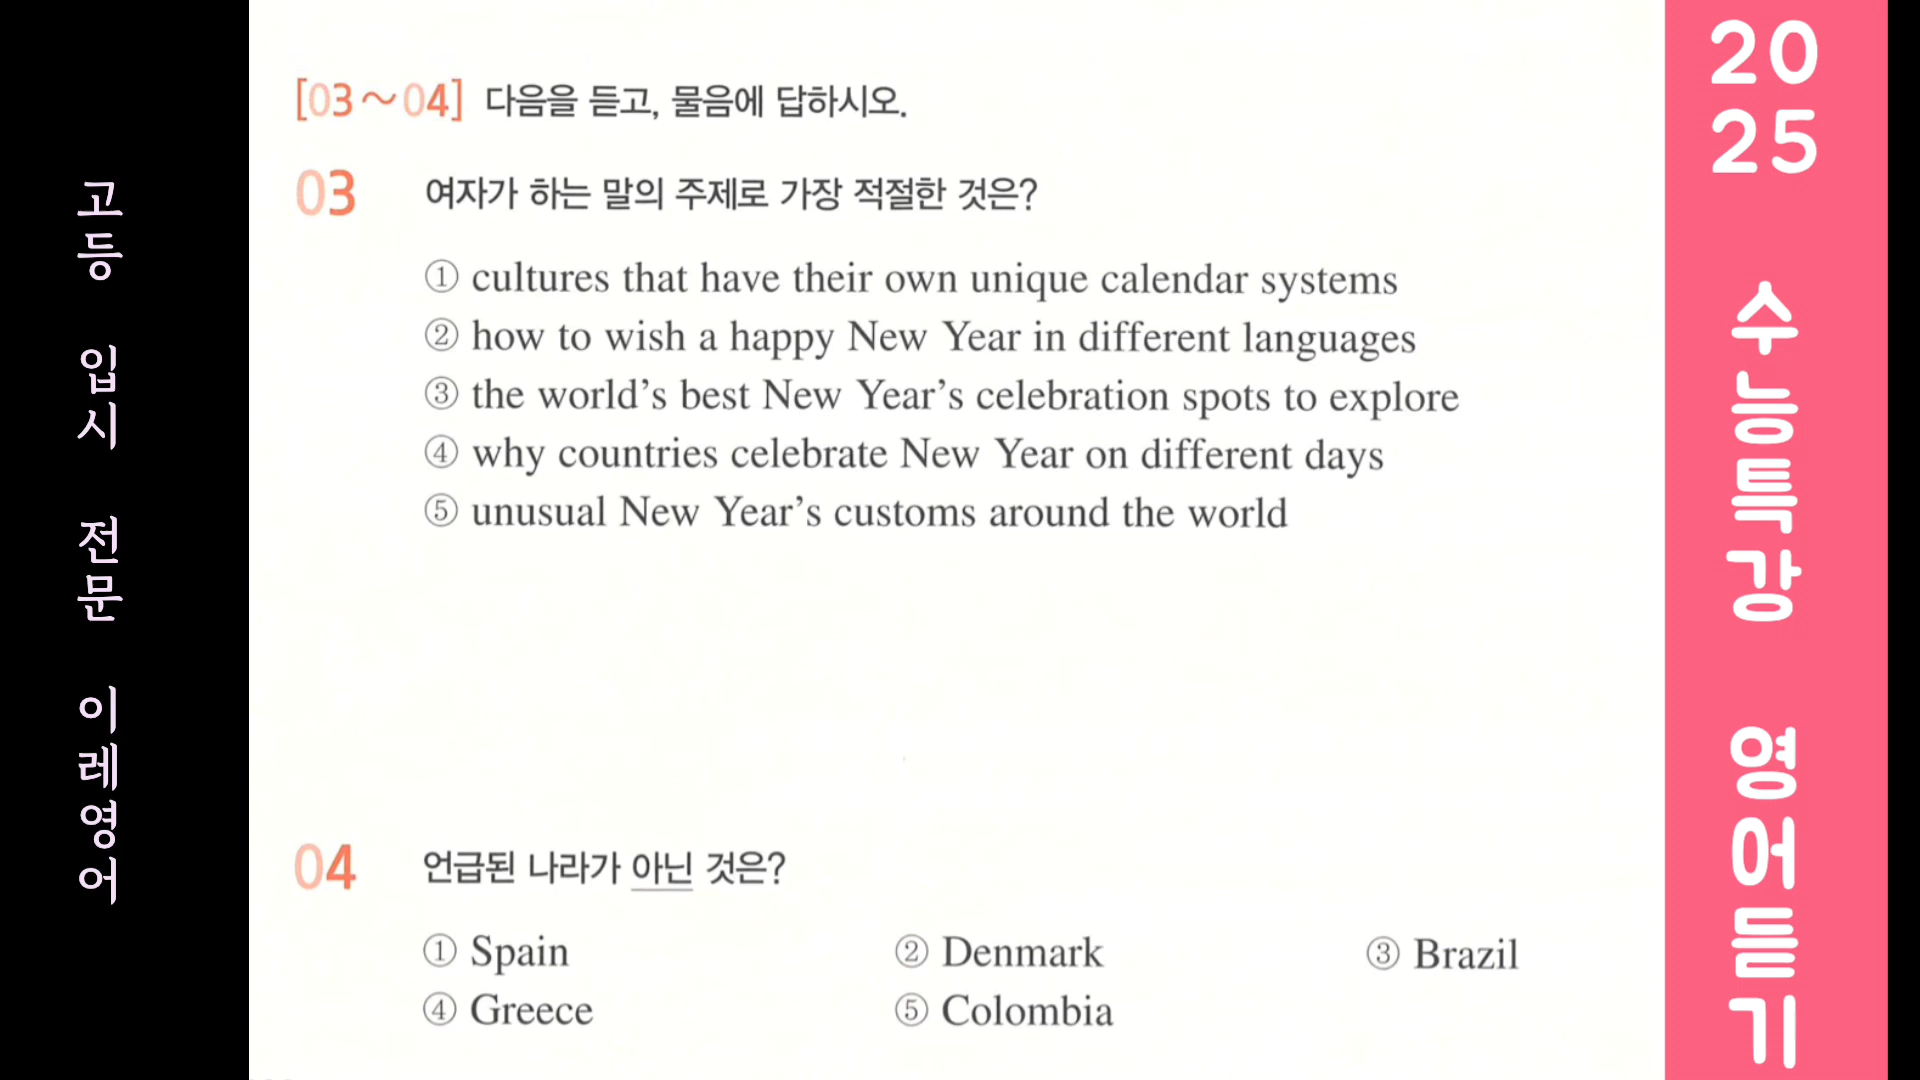 고등 입시 전문 이레영어
[03~04] 다음을 듣고, 물음에 답하시오.
03 여자가 하는 말의 주제로 가장 적절한 것은?
① cultures that have their own unique calendar systems
② how to wish a happy New Year in different languages
③ the world's best New Year's celebration spots to explore
④ why countries celebrate New Year on different days
⑤ unusual New Year's customs around the world
04 언급된 나라가 아닌 것은?
① Spain ② Denmark ③ Brazil
④ Greece ⑤ Colombia
2025 수능특강 영어듣기